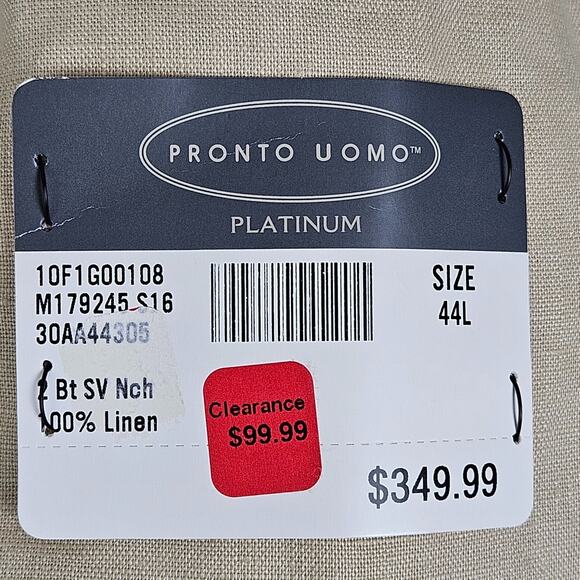 PRONTO UOMO™
PLATINUM
10F1G00108
M179245 S16
30AA44305
2 Bt SV Nch
100% Linen
SIZE
44L
Clearance
$99.99
$349.99